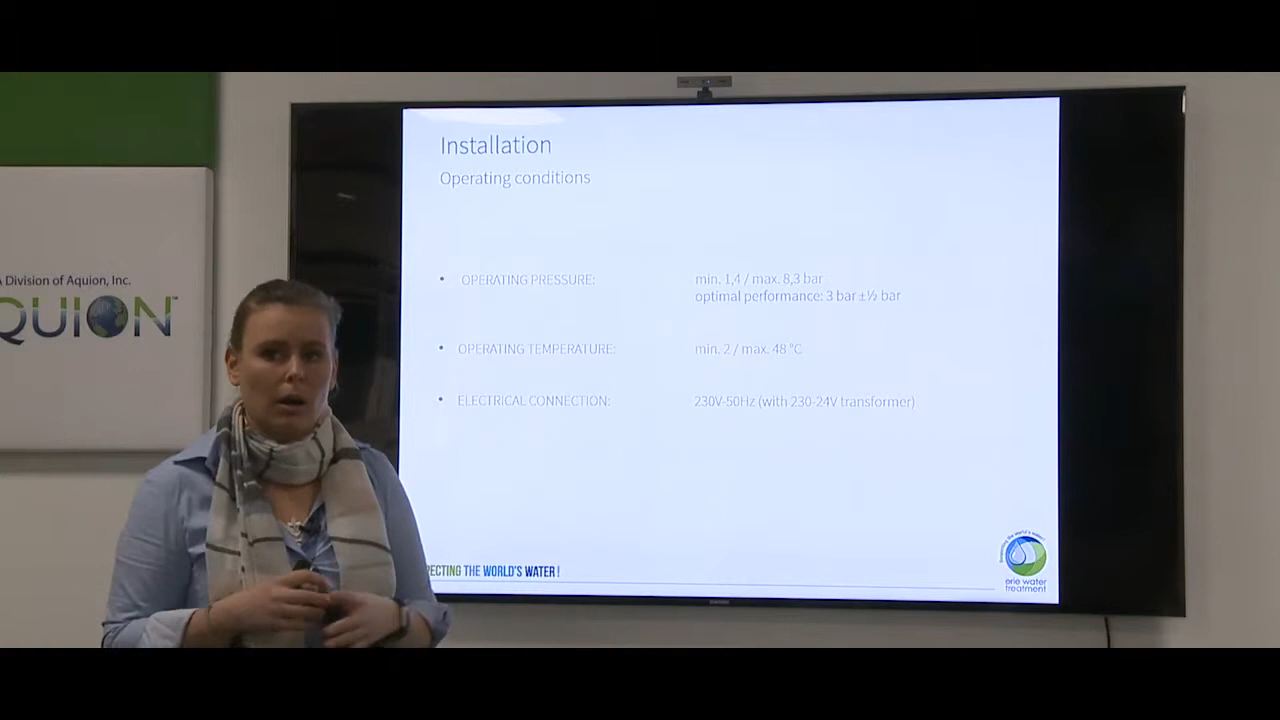 Installation
Operating conditions
• OPERATING PRESSURE: min. 1,4 / max. 8,3 bar
optimal performance: 3 bar ±½ bar
• OPERATING TEMPERATURE: min. 2 / max. 48 °C
• ELECTRICAL CONNECTION: 230V-50Hz (with 230-24V transformer)
A Division of Aquion, Inc.
QUION™
RECTING THE WORLD'S WATER!
erie water
treatment